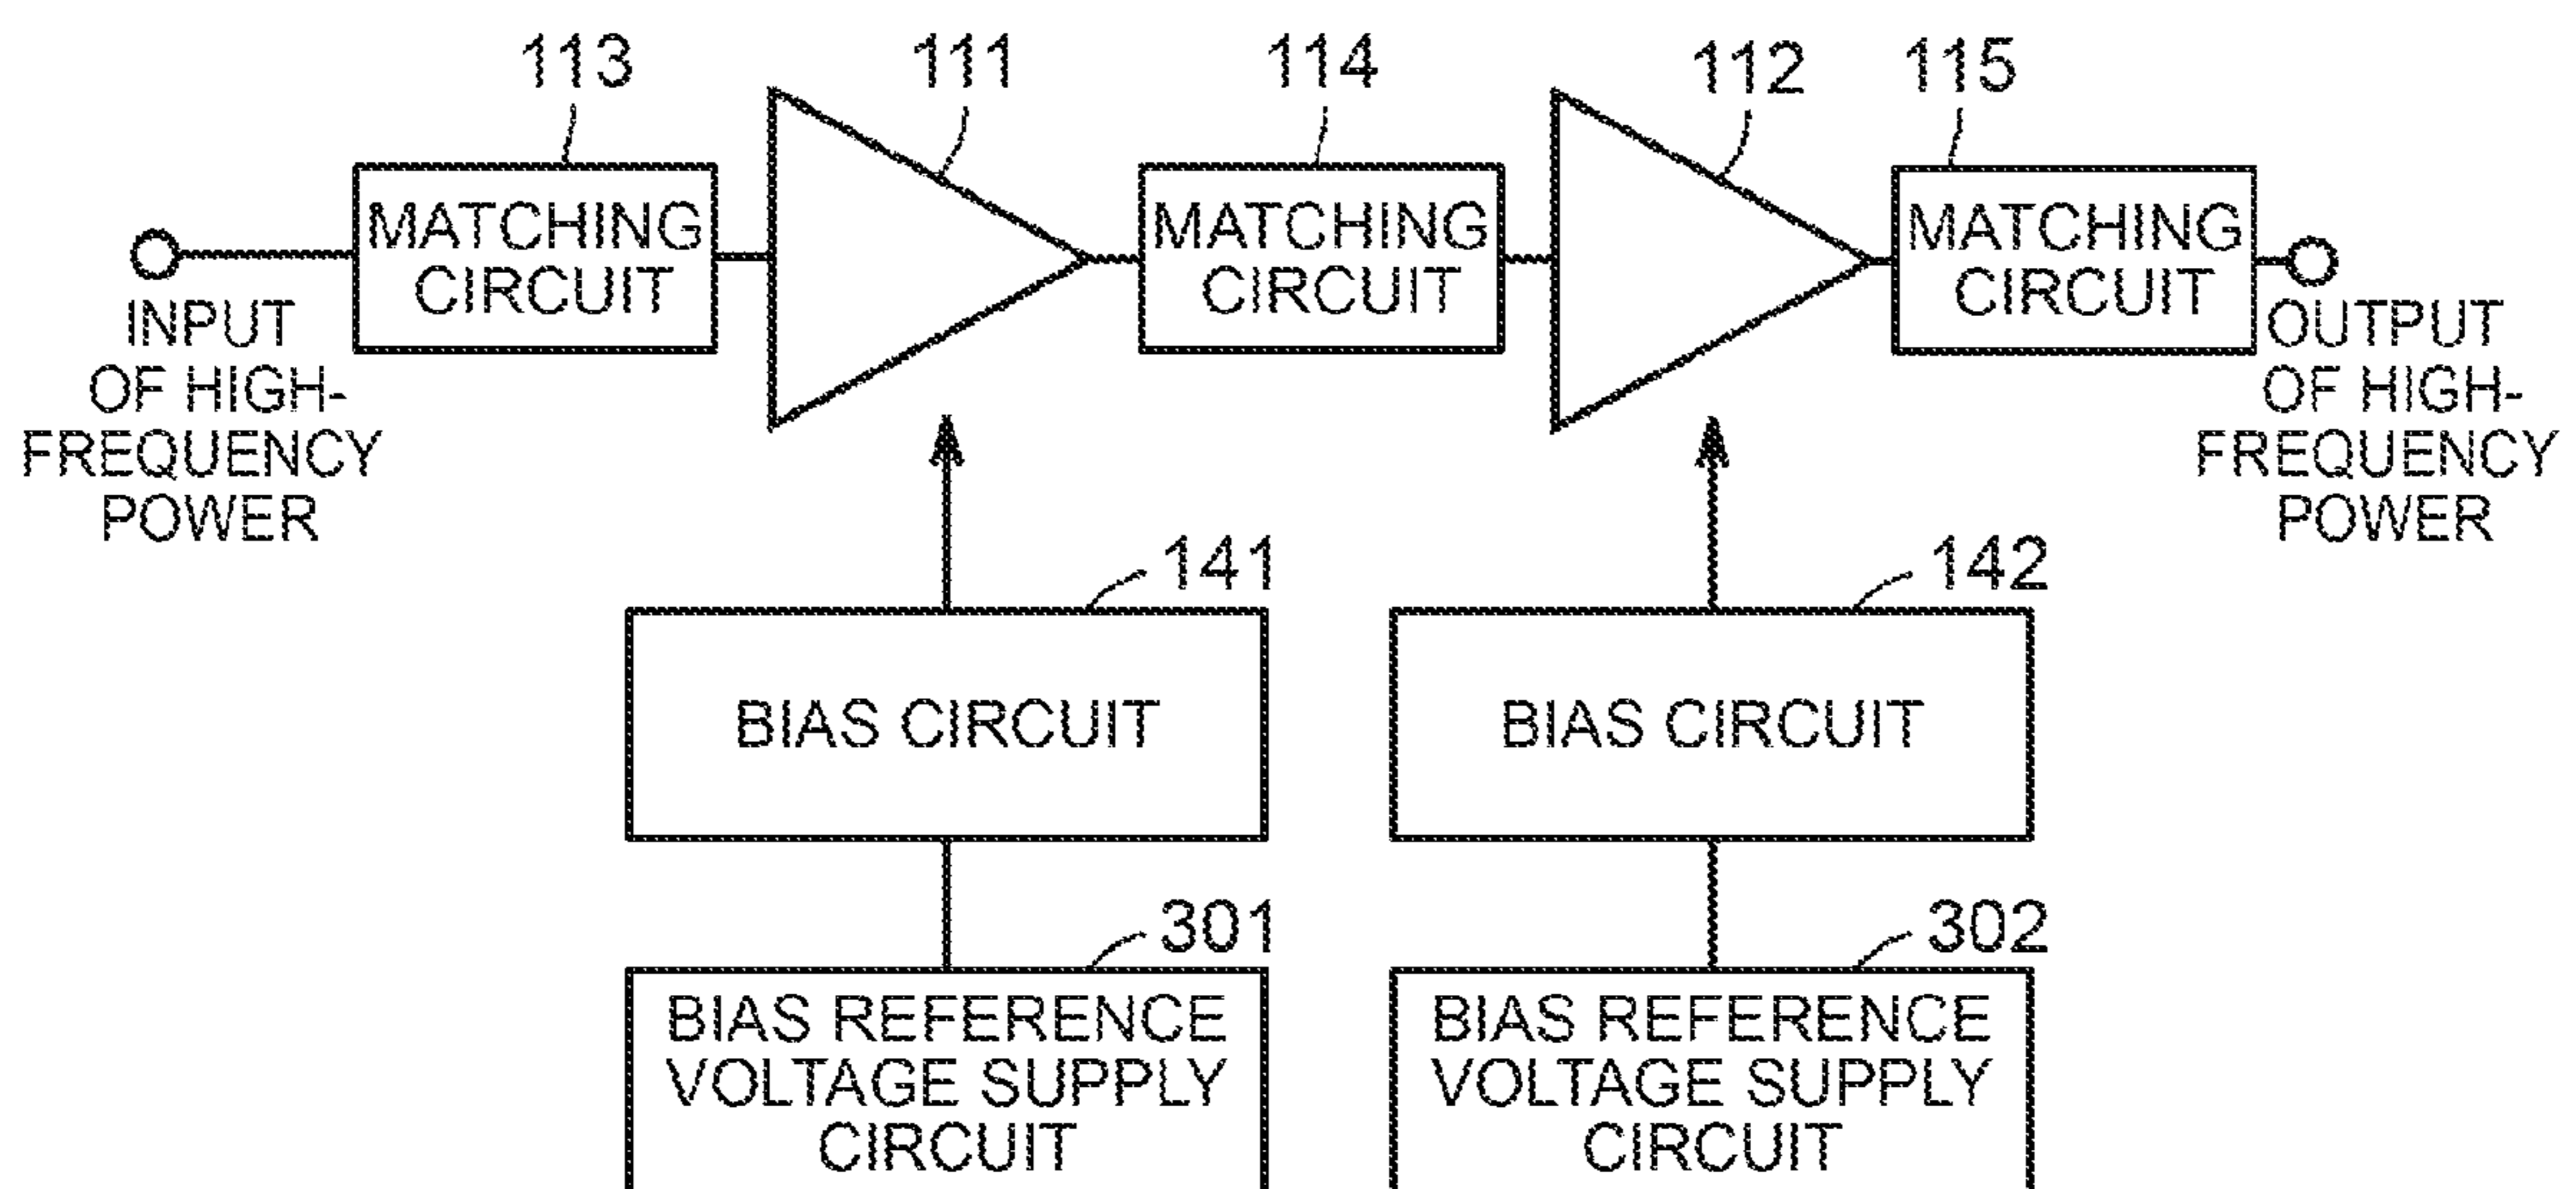 113
111
114
112
115
MATCHING
CIRCUIT
MATCHING
CIRCUIT
MATCHING
CIRCUIT
INPUT
OF HIGH-
FREQUENCY
POWER
OUTPUT
OF HIGH-
FREQUENCY
POWER
141
142
BIAS CIRCUIT
BIAS CIRCUIT
301
302
BIAS REFERENCE
VOLTAGE SUPPLY
CIRCUIT
BIAS REFERENCE
VOLTAGE SUPPLY
CIRCUIT